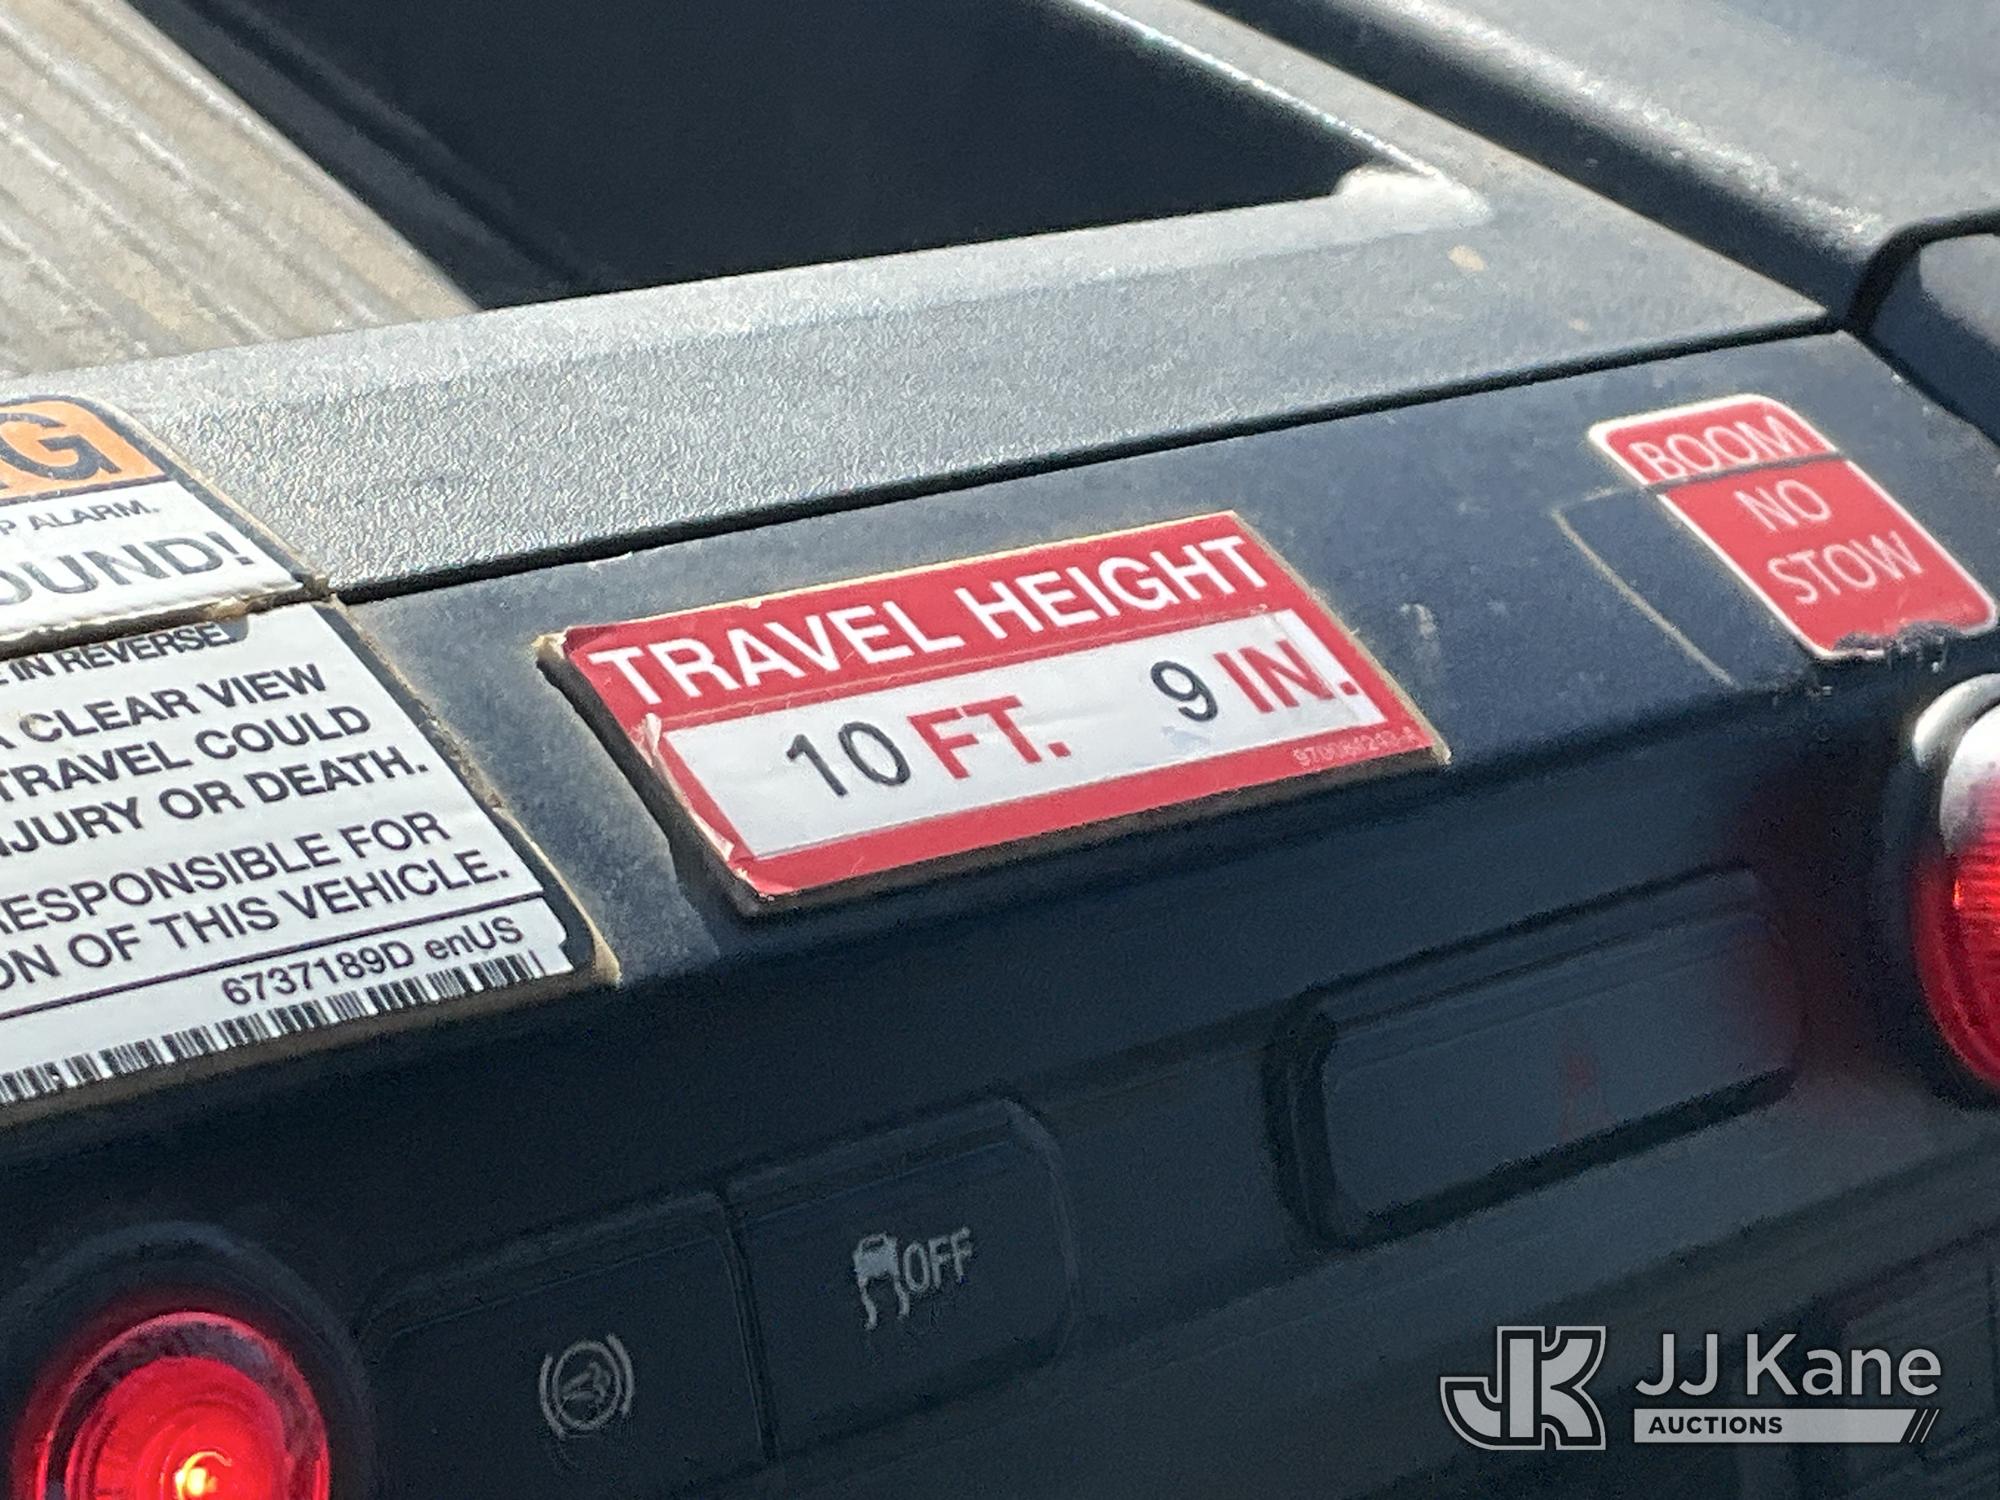 G
P ALARM.
OUND!
E IN REVERSE
A CLEAR VIEW
TRAVEL COULD
NJURY OR DEATH.
RESPONSIBLE FOR
ON OF THIS VEHICLE.
6737189D enUS
TRAVEL HEIGHT
10 FT. 9 IN.
BOOM
NO
STOW
OFF
JK
JJ Kane
AUCTIONS